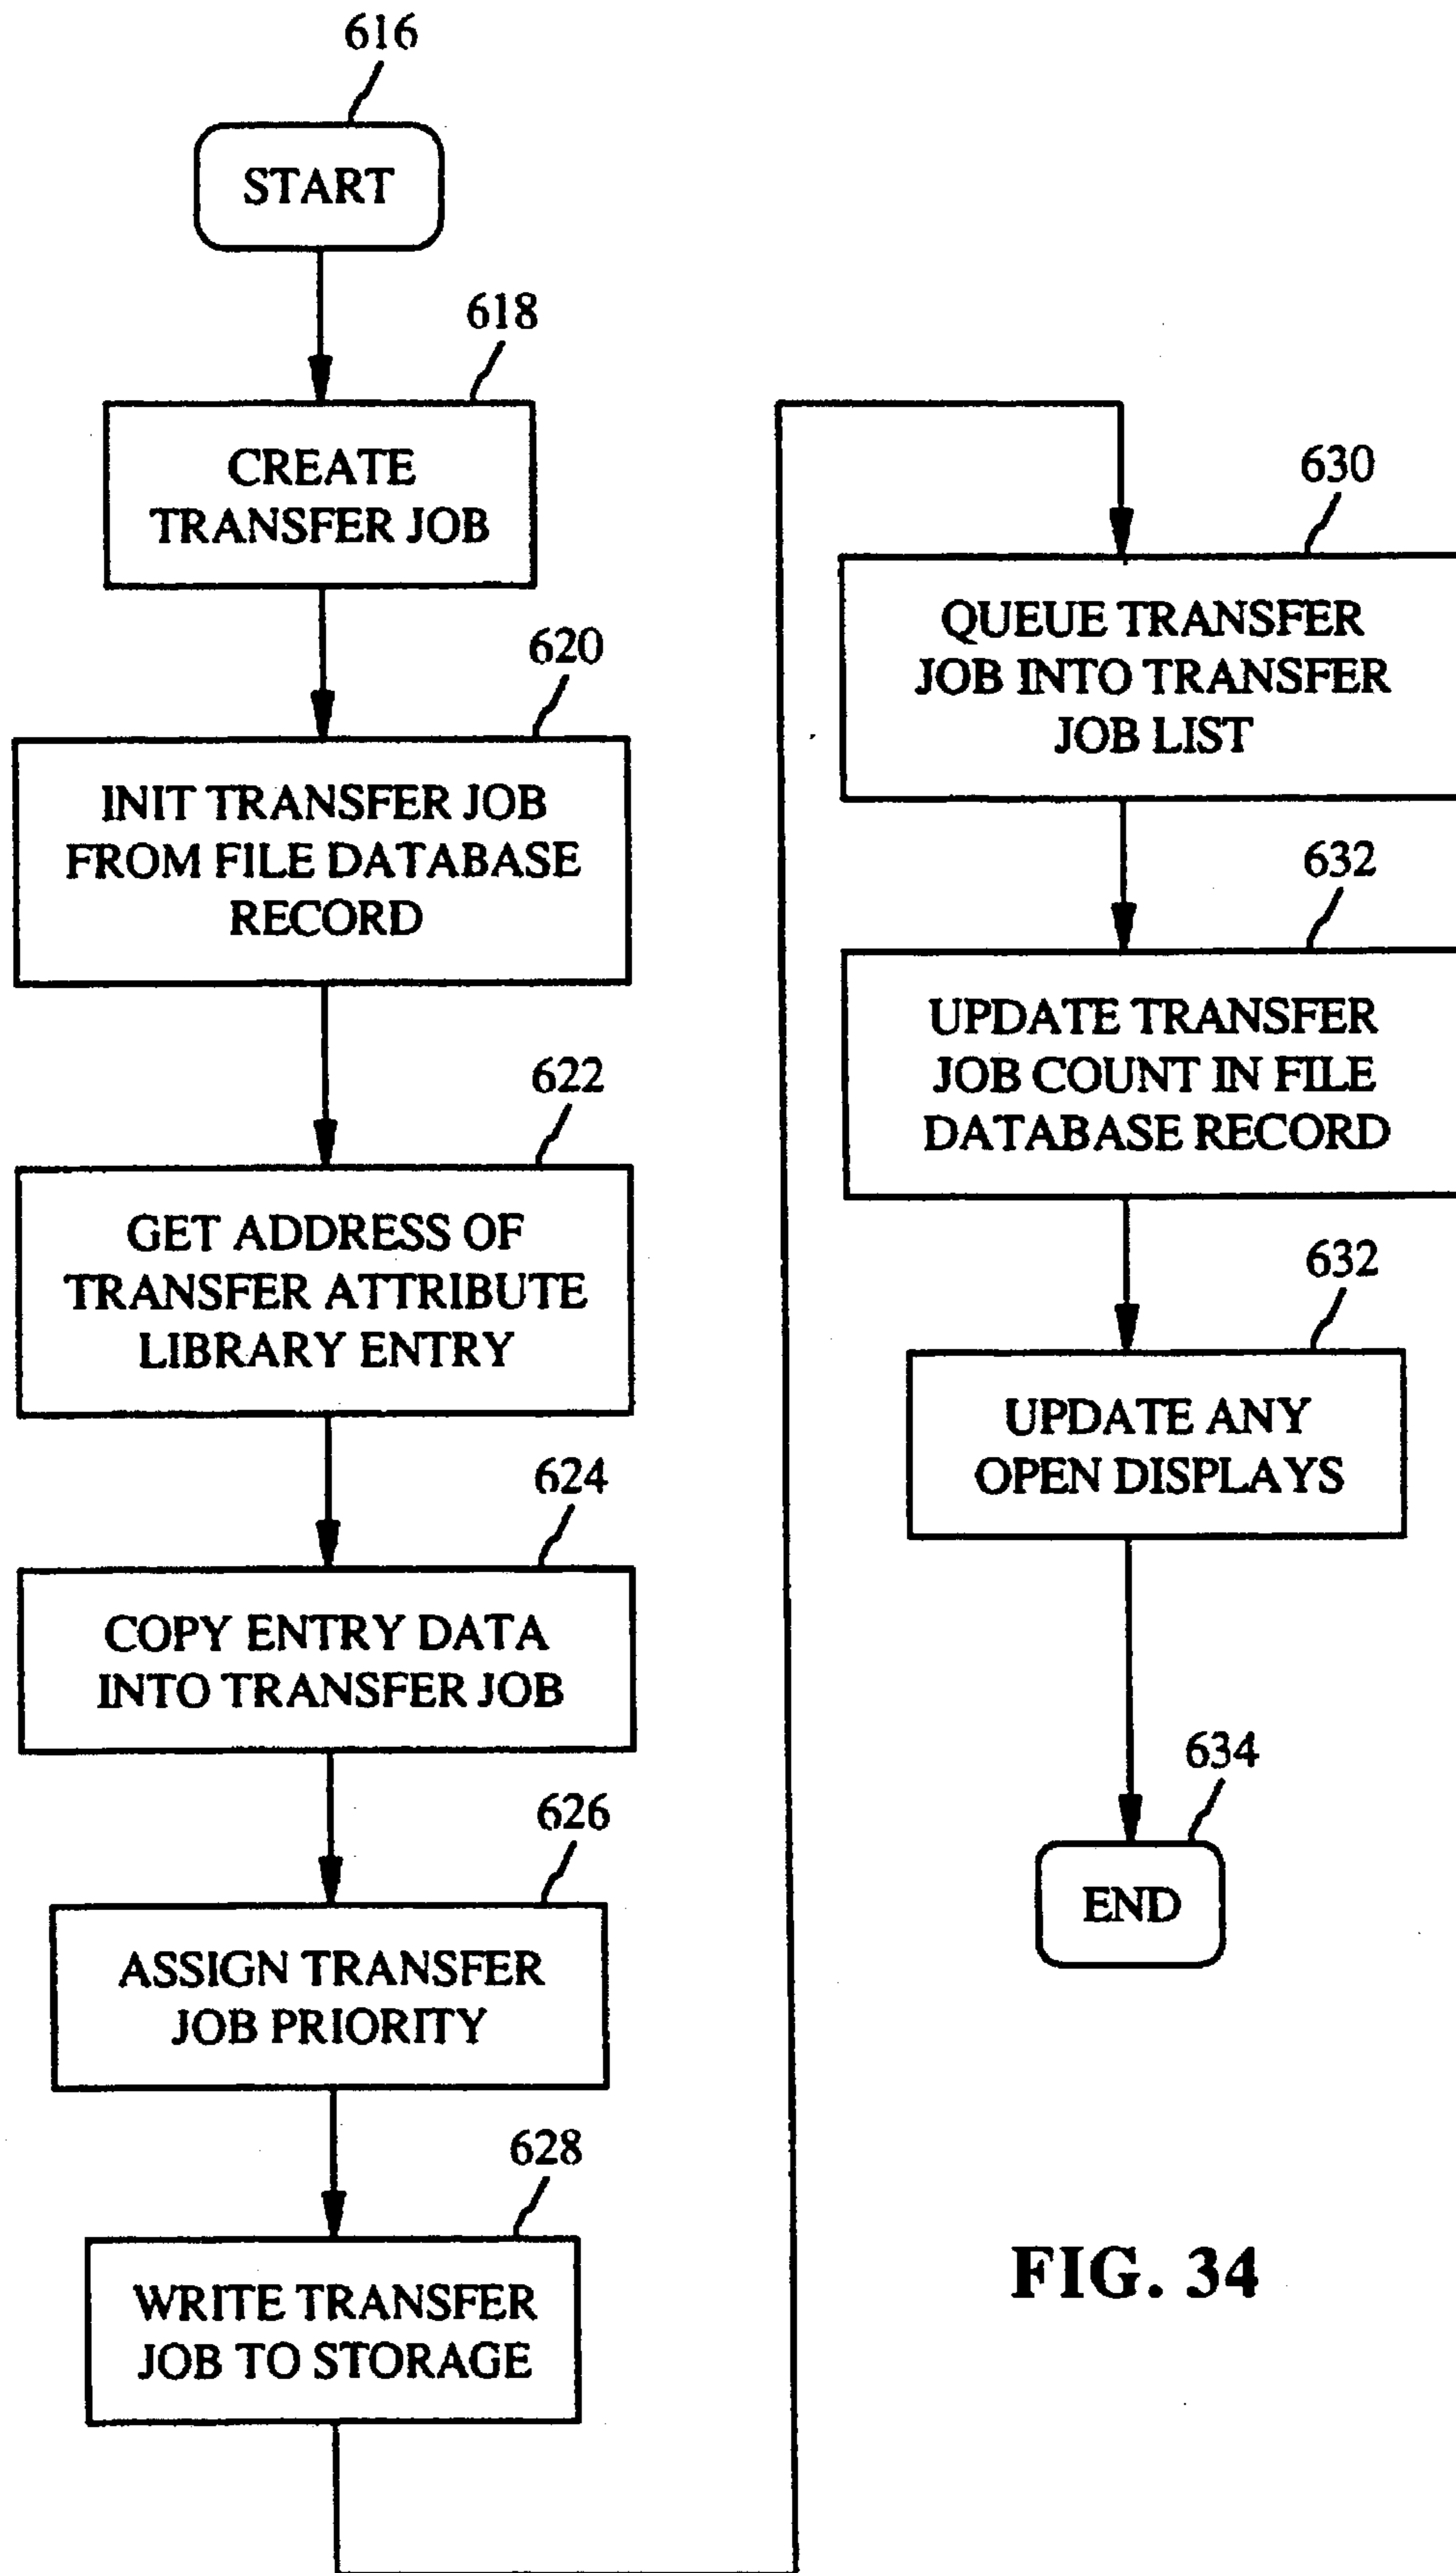 616
START
618
CREATE
TRANSFER JOB
620
INIT TRANSFER JOB
FROM FILE DATABASE
RECORD
622
GET ADDRESS OF
TRANSFER ATTRIBUTE
LIBRARY ENTRY
624
COPY ENTRY DATA
INTO TRANSFER JOB
626
ASSIGN TRANSFER
JOB PRIORITY
628
WRITE TRANSFER
JOB TO STORAGE
630
QUEUE TRANSFER
JOB INTO TRANSFER
JOB LIST
632
UPDATE TRANSFER
JOB COUNT IN FILE
DATABASE RECORD
632
UPDATE ANY
OPEN DISPLAYS
634
END
FIG. 34